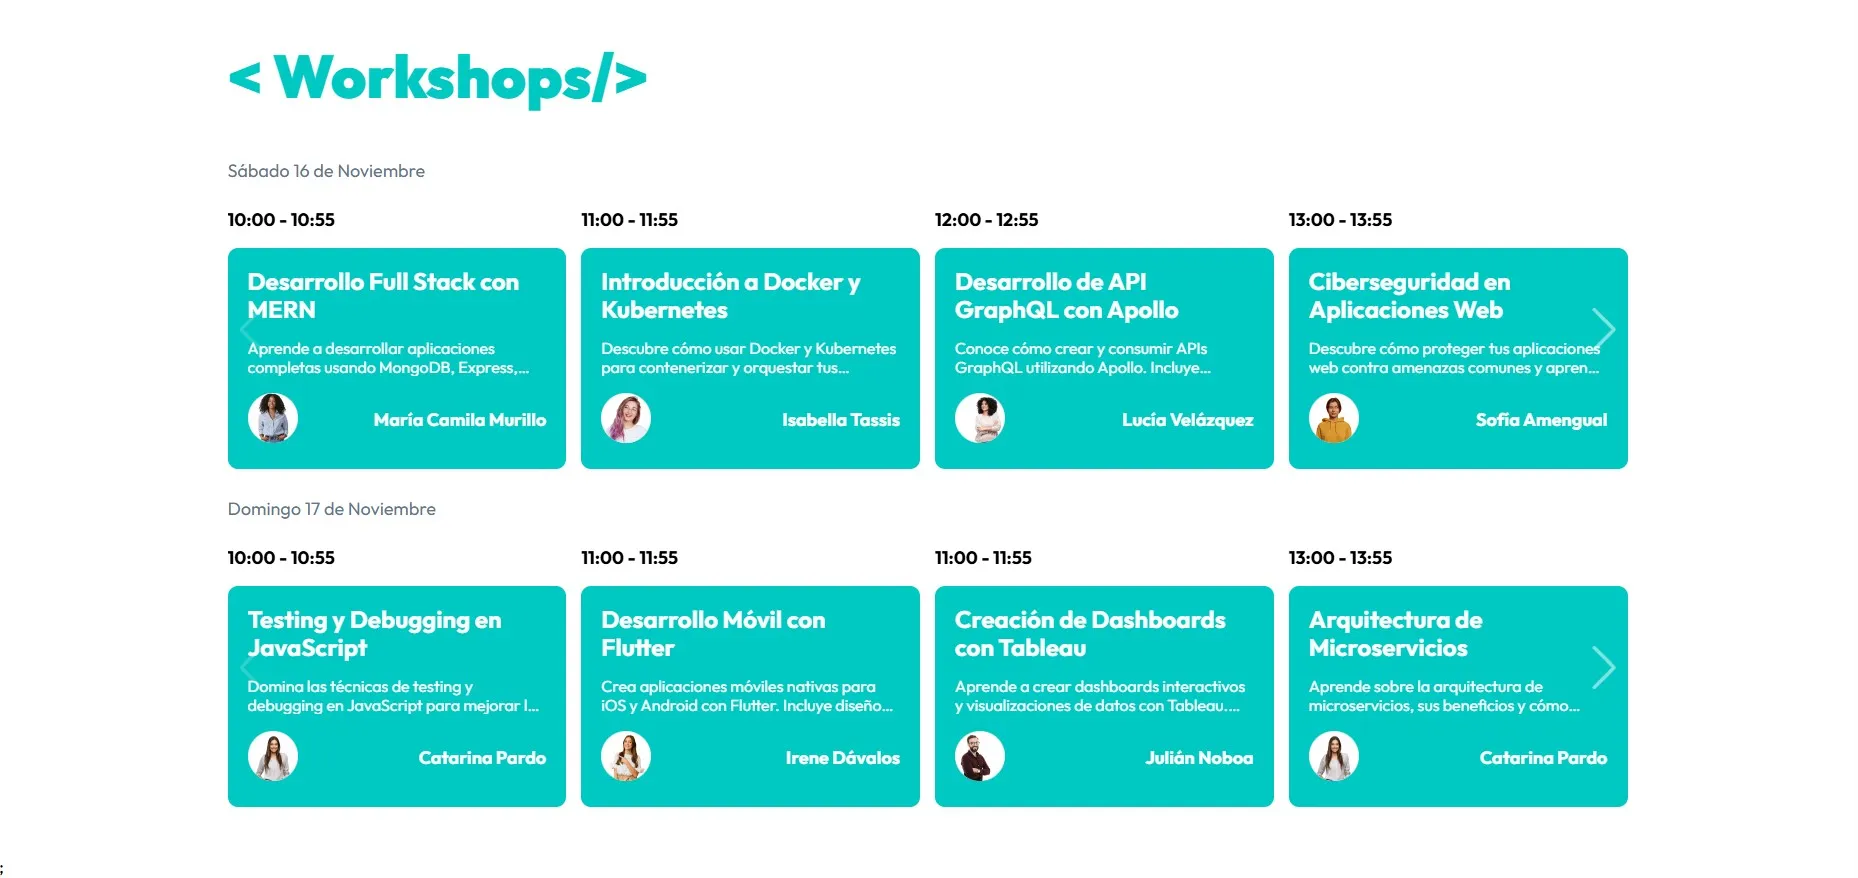 < Workshops/>
Sábado 16 de Noviembre
10:00 - 10:55
Desarrollo Full Stack con
MERN
Aprende a desarrollar aplicaciones
completas usando MongoDB, Express,...
María Camila Murillo
11:00 - 11:55
Introducción a Docker y
Kubernetes
Descubre cómo usar Docker y Kubernetes
para contenerizar y orquestar tus...
Isabella Tassis
12:00 - 12:55
Desarrollo de API
GraphQL con Apollo
Conoce cómo crear y consumir APIs
GraphQL utilizando Apollo. Incluye...
Lucía Velázquez
13:00 - 13:55
Ciberseguridad en
Aplicaciones Web
Descubre cómo proteger tus aplicaciones
web contra amenazas comunes y apren...
Sofía Amengual
Domingo 17 de Noviembre
10:00 - 10:55
Testing y Debugging en
JavaScript
Domina las técnicas de testing y
debugging en JavaScript para mejorar l...
Catarina Pardo
11:00 - 11:55
Desarrollo Móvil con
Flutter
Crea aplicaciones móviles nativas para
iOS y Android con Flutter. Incluye diseño...
Irene Dávalos
11:00 - 11:55
Creación de Dashboards
con Tableau
Aprende a crear dashboards interactivos
y visualizaciones de datos con Tableau....
Julián Noboa
13:00 - 13:55
Arquitectura de
Microservicios
Aprende sobre la arquitectura de
microservicios, sus beneficios y cómo...
Catarina Pardo
;